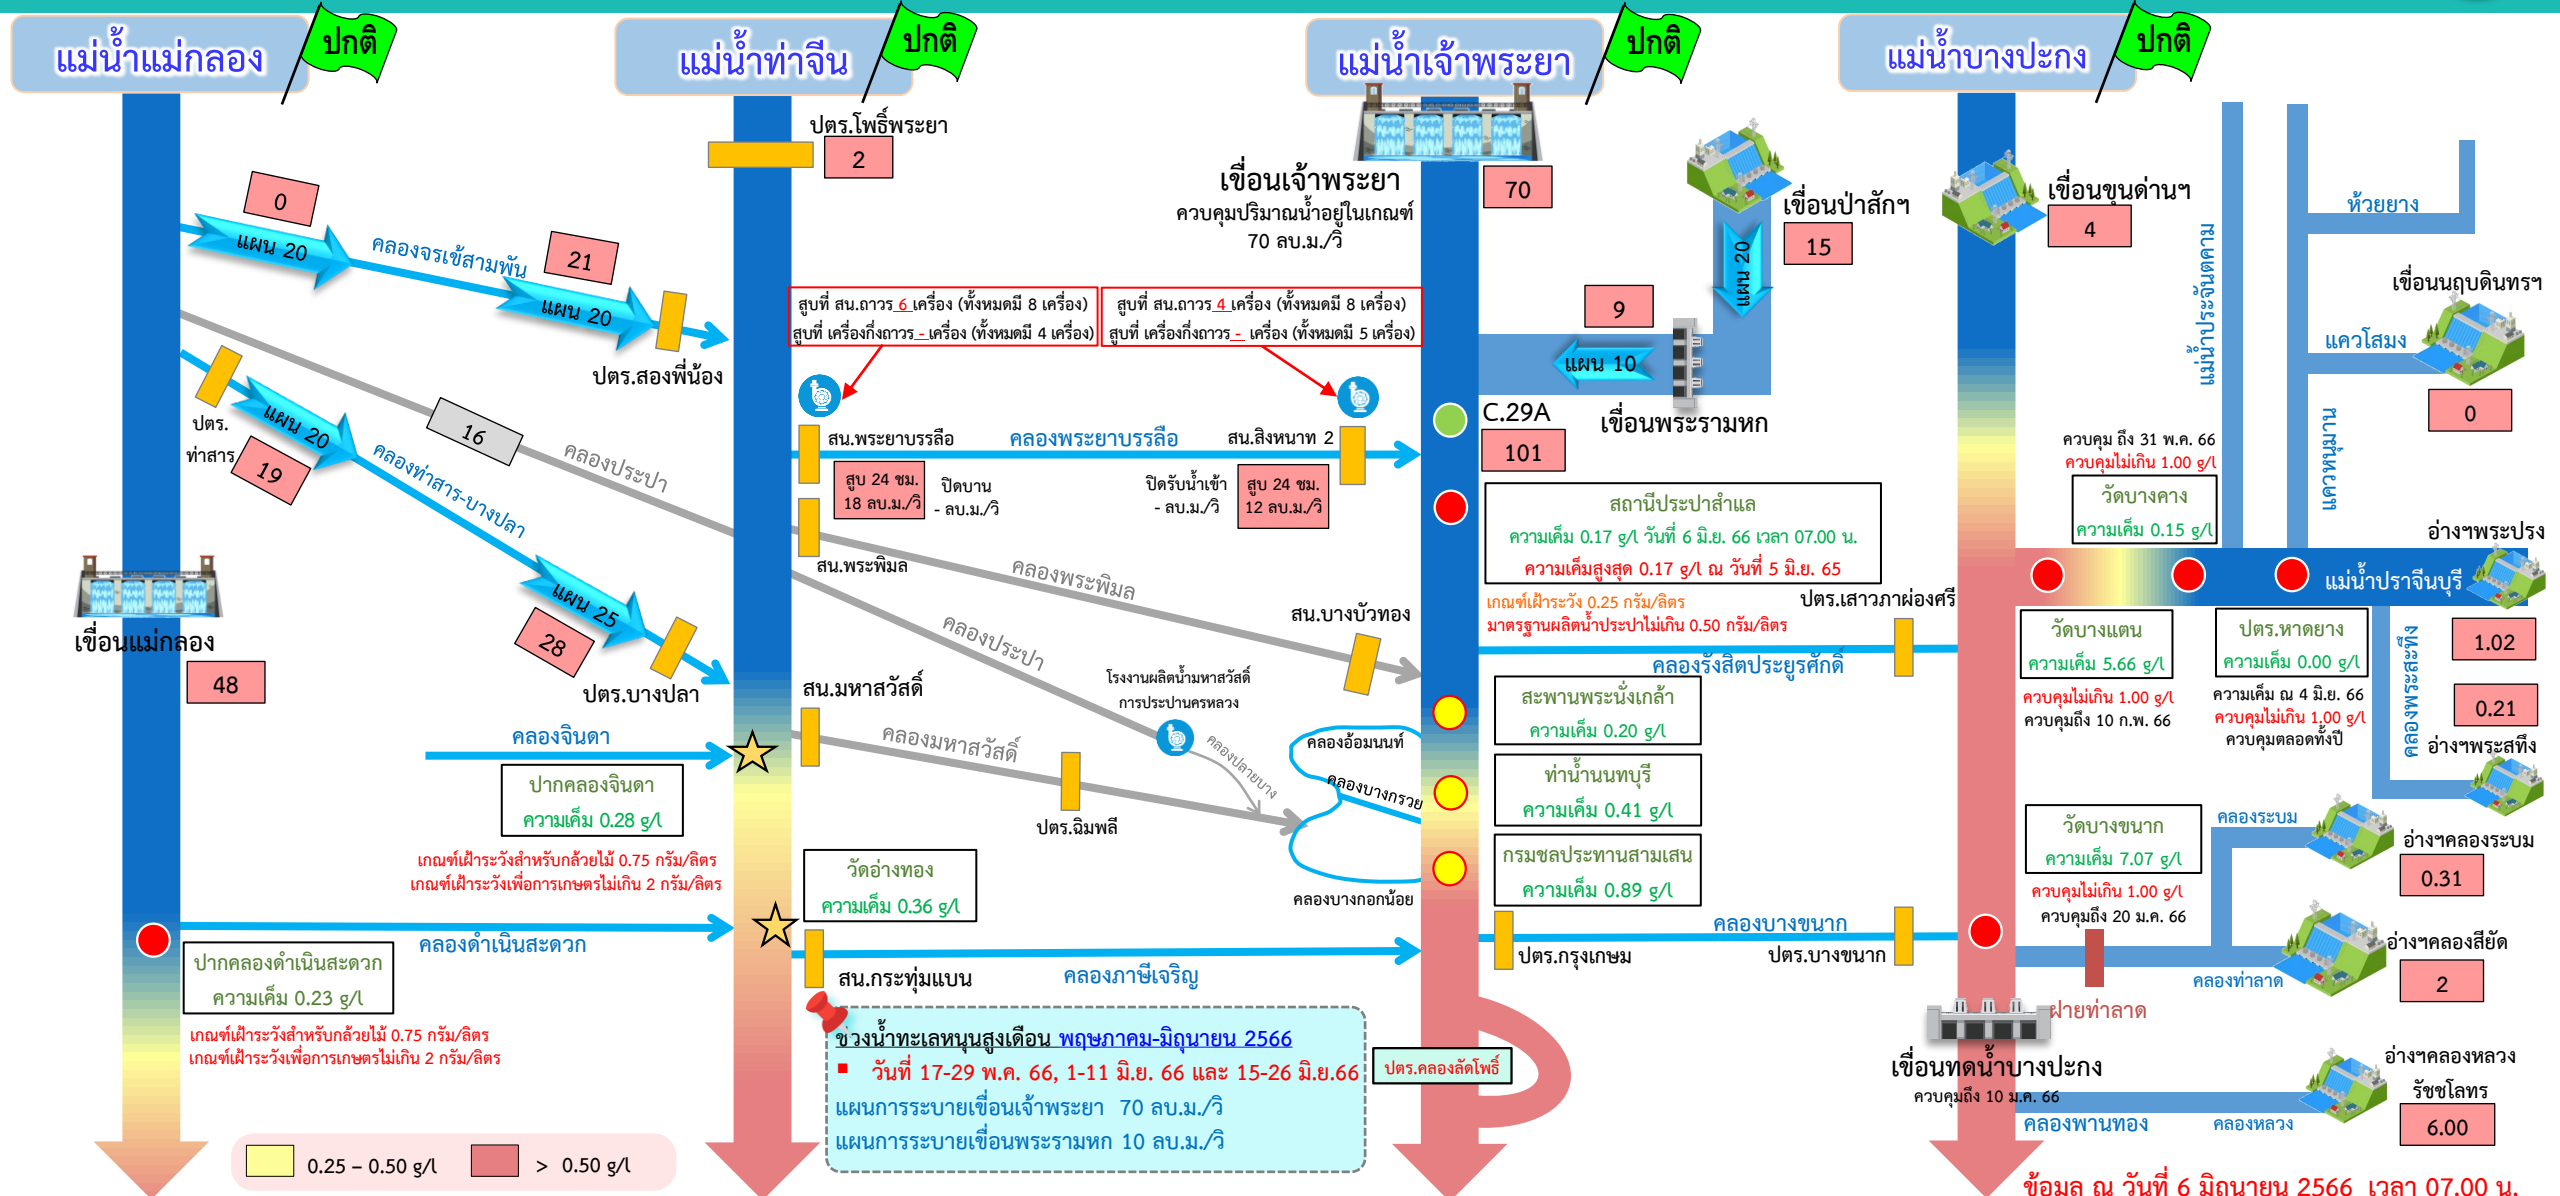 แม่น้ำแม่กลอง
ปกติ
แม่น้ำท่าจีน
ปกติ
แม่น้ำเจ้าพระยา
ปกติ
แม่น้ำบางปะกง
ปกติ
0
แผน 20
คลองจรเข้สามพัน
21
แผน 20
ปตร.สองพี่น้อง
ปตร.
ท่าสาร
แผน 20
19
16
คลองประปา
คลองท่าสาร-บางปลา
แผน 25
28
ปตร.บางปลา
เขื่อนแม่กลอง
48
คลองจินดา
ปากคลองจินดา
ความเค็ม 0.28 g/l
เกณฑ์เฝ้าระวังสำหรับกล้วยไม้ 0.75 กรัม/ลิตร
เกณฑ์เฝ้าระวังเพื่อการเกษตรไม่เกิน 2 กรัม/ลิตร
คลองดำเนินสะดวก
ปากคลองดำเนินสะดวก
ความเค็ม 0.23 g/l
เกณฑ์เฝ้าระวังสำหรับกล้วยไม้ 0.75 กรัม/ลิตร
เกณฑ์เฝ้าระวังเพื่อการเกษตรไม่เกิน 2 กรัม/ลิตร
0.25 – 0.50 g/l
> 0.50 g/l
ปตร.โพธิ์พระยา
2
สูบที่ สน.ถาวร 6 เครื่อง (ทั้งหมดมี 8 เครื่อง)
สูบที่ เครื่องกึ่งถาวร - เครื่อง (ทั้งหมดมี 4 เครื่อง)
สูบที่ สน.ถาวร 4 เครื่อง (ทั้งหมดมี 8 เครื่อง)
สูบที่ เครื่องกึ่งถาวร - เครื่อง (ทั้งหมดมี 5 เครื่อง)
สน.พระยาบรรลือ
คลองพระยาบรรลือ
สน.สิงหนาท 2
สูบ 24 ชม.
18 ลบ.ม./วิ
ปิดบาน
- ลบ.ม./วิ
ปิดรับน้ำเข้า
- ลบ.ม./วิ
สูบ 24 ชม.
12 ลบ.ม./วิ
สน.พระพิมล
คลองพระพิมล
สน.บางบัวทอง
คลองประปา
โรงงานผลิตน้ำมหาสวัสดิ์
การประปานครหลวง
สน.มหาสวัสดิ์
คลองมหาสวัสดิ์
คลองปลายบาง
ปตร.ฉิมพลี
คลองอ้อมนนท์
คลองบางกรวย
คลองบางกอกน้อย
วัดอ่างทอง
ความเค็ม 0.36 g/l
สน.กระทุ่มแบน
คลองภาษีเจริญ
ช่วงน้ำทะเลหนุนสูงเดือน พฤษภาคม-มิถุนายน 2566
▪ วันที่ 17-29 พ.ค. 66, 1-11 มิ.ย. 66 และ 15-26 มิ.ย.66
แผนการระบายเขื่อนเจ้าพระยา 70 ลบ.ม./วิ
แผนการระบายเขื่อนพระรามหก 10 ลบ.ม./วิ
ปตร.คลองลัดโพธิ์
เขื่อนเจ้าพระยา
ควบคุมปริมาณน้ำอยู่ในเกณฑ์
70 ลบ.ม./วิ
70
เขื่อนป่าสักฯ
15
แผน 20
9
แผน 10
เขื่อนพระรามหก
C.29A
101
สถานีประปาสำแล
ความเค็ม 0.17 g/l วันที่ 6 มิ.ย. 66 เวลา 07.00 น.
ความเค็มสูงสุด 0.17 g/l ณ วันที่ 5 มิ.ย. 65
เกณฑ์เฝ้าระวัง 0.25 กรัม/ลิตร
มาตรฐานผลิตน้ำประปาไม่เกิน 0.50 กรัม/ลิตร
ปตร.เสาวภาผ่องศรี
คลองรังสิตประยูรศักดิ์
สะพานพระนั่งเกล้า
ความเค็ม 0.20 g/l
ท่าน้ำนนทบุรี
ความเค็ม 0.41 g/l
กรมชลประทานสามเสน
ความเค็ม 0.89 g/l
คลองบางขนาก
ปตร.กรุงเกษม
ปตร.บางขนาก
เขื่อนขุนด่านฯ
4
แม่น้ำประจันตคาม
ห้วยยาง
เขื่อนนฤบดินทรฯ
แควโสมง
0
แควหนุมาน
ควบคุม ถึง 31 พ.ค. 66
ควบคุมไม่เกิน 1.00 g/l
วัดบางคาง
ความเค็ม 0.15 g/l
อ่างฯพระปรง
แม่น้ำปราจีนบุรี
1.02
วัดบางแตน
ความเค็ม 5.66 g/l
ควบคุมไม่เกิน 1.00 g/l
ควบคุมถึง 10 ก.พ. 66
ปตร.หาดยาง
ความเค็ม 0.00 g/l
ความเค็ม ณ 4 มิ.ย. 66
ควบคุมไม่เกิน 1.00 g/l
ควบคุมตลอดทั้งปี
คลองพระสะทึง
0.21
อ่างฯพระสทึง
วัดบางขนาก
ความเค็ม 7.07 g/l
ควบคุมไม่เกิน 1.00 g/l
ควบคุมถึง 20 ม.ค. 66
คลองระบม
อ่างฯคลองระบม
0.31
อ่างฯคลองสียัด
2
คลองท่าลาด
ฝายท่าลาด
เขื่อนทดน้ำบางปะกง
ควบคุมถึง 10 ม.ค. 66
คลองพานทอง
คลองหลวง
อ่างฯคลองหลวง
รัชชโลทร
6.00
ข้อมูล ณ วันที่ 6 มิถุนายน 2566 เวลา 07.00 น.